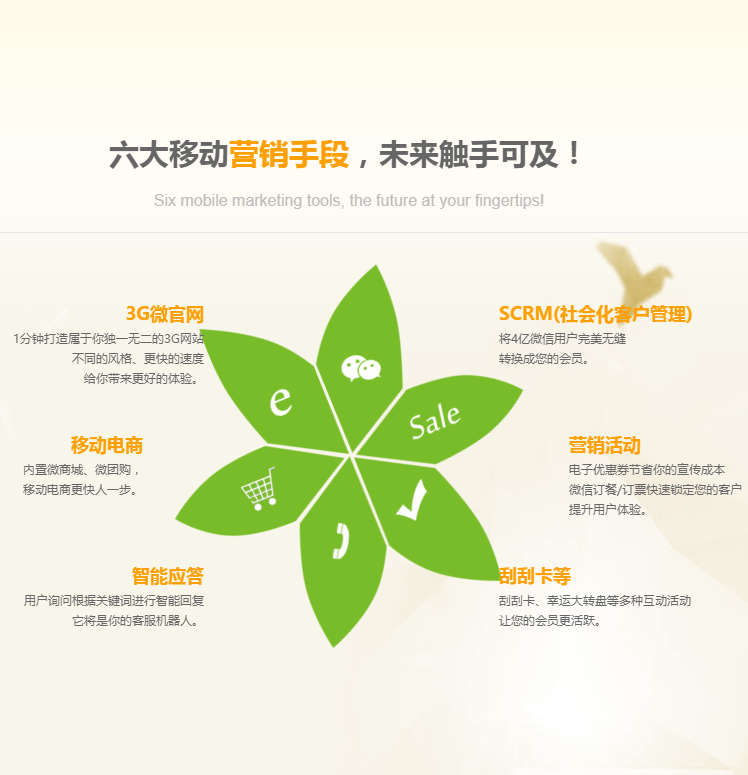 六大移动营销手段，未来触手可及！
Six mobile marketing tools, the future at your fingertips!
3G微官网
1分钟打造属于你独一无二的3G网站
不同的风格、更快的速度
给你带来更好的体验。
SCRM(社会化客户管理)
将4亿微信用户完美无缝
转换成您的会员。
e
Sale
移动电商
内置微商城、微团购，
移动电商更快人一步。
营销活动
电子优惠券节省你的宣传成本
微信订餐/订票快速锁定您的客户
提升用户体验。
智能应答
用户询问根据关键词进行智能回复
它将是你的客服机器人。
刮刮卡等
刮刮卡、幸运大转盘等多种互动活动
让您的会员更活跃。